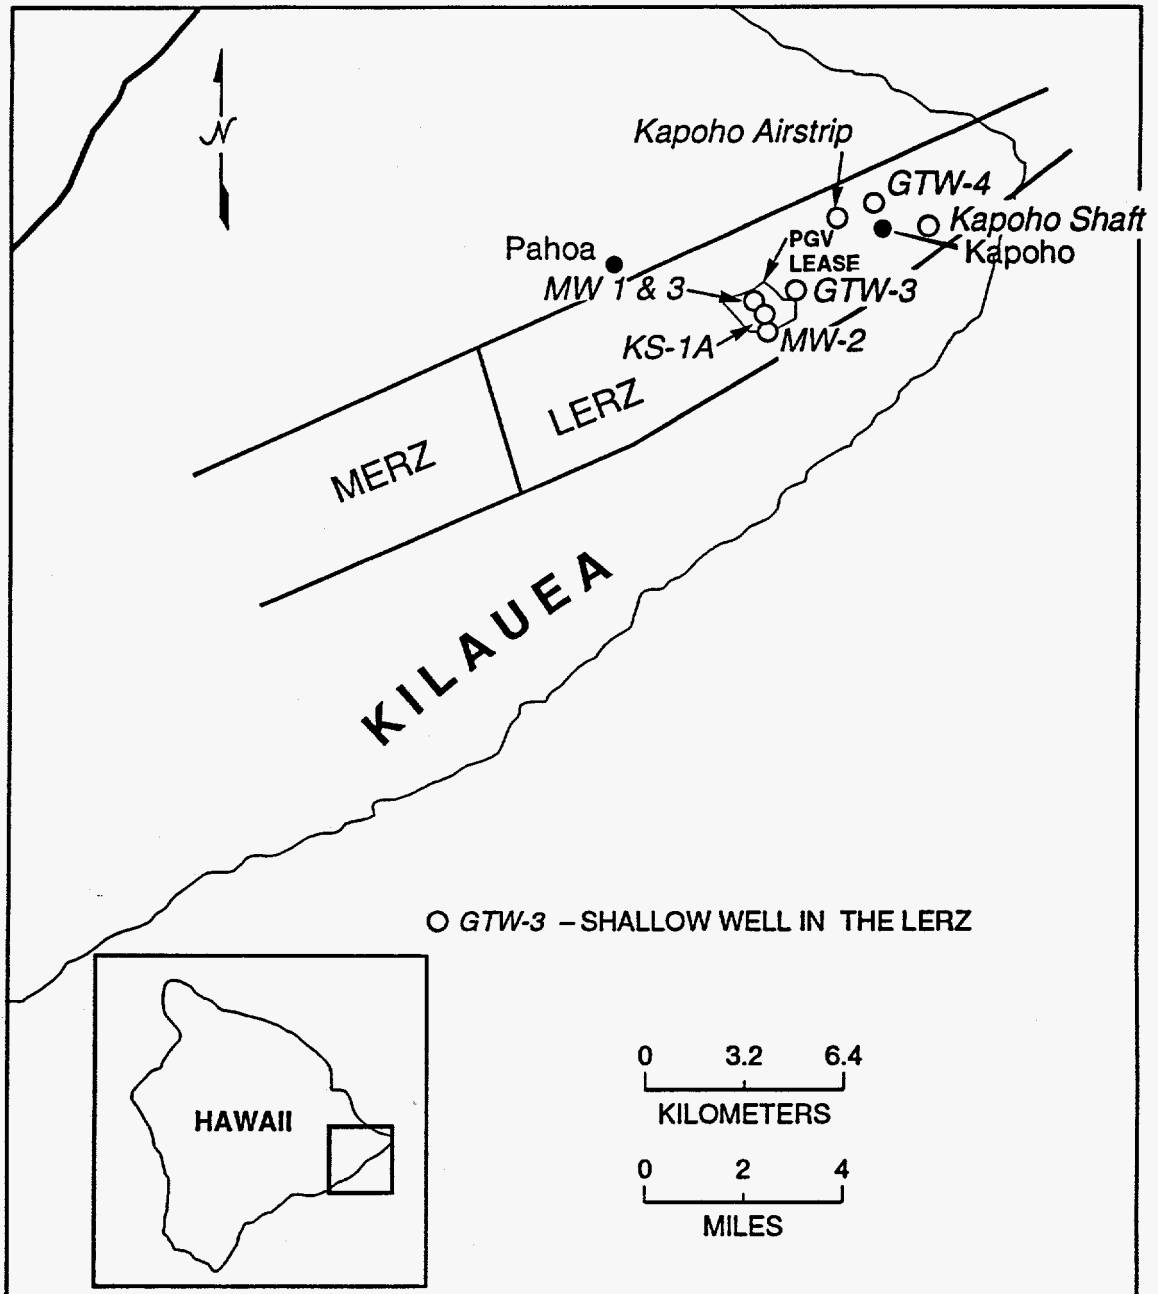 N
Kapoho Airstrip
GTW-4
Kapoho Shaft
Kapoho
Pahoa
PGV
LEASE
MW 1 & 3
GTW-3
KS-1A
MW-2
LERZ
MERZ
KILAUEA
GTW-3 – SHALLOW WELL IN THE LERZ
HAWAII
0 3.2 6.4
KILOMETERS
0 2 4
MILES